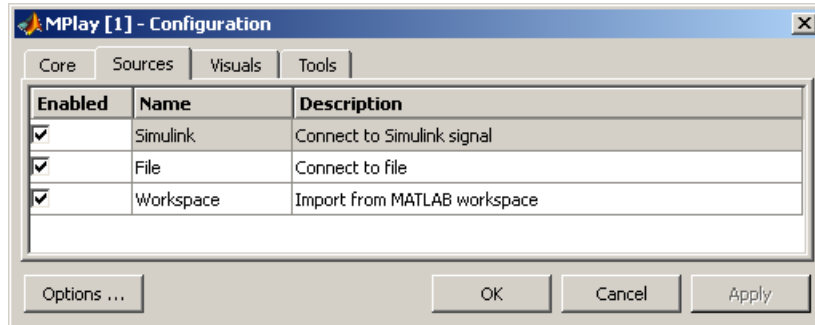 MPlay [1] - Configuration
Core Sources Visuals Tools
Enabled Name Description
Simulink Connect to Simulink signal
File Connect to file
Workspace Import from MATLAB workspace
Options ... OK Cancel Apply